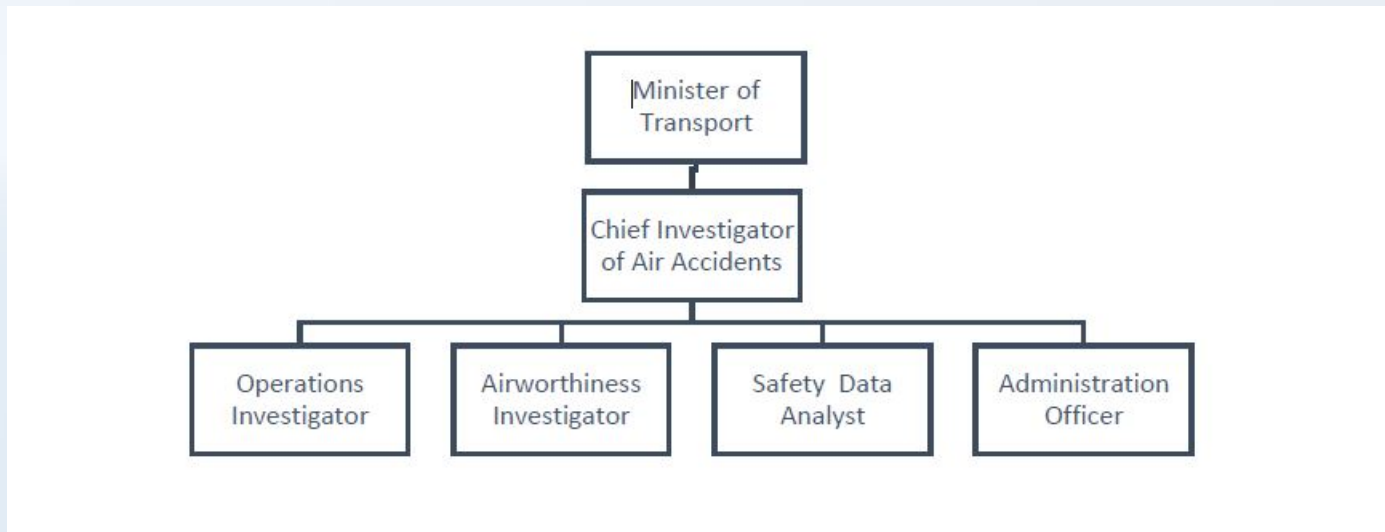 Minister of
Transport
Chief Investigator
of Air Accidents
Operations
Investigator
Airworthiness
Investigator
Safety Data
Analyst
Administration
Officer